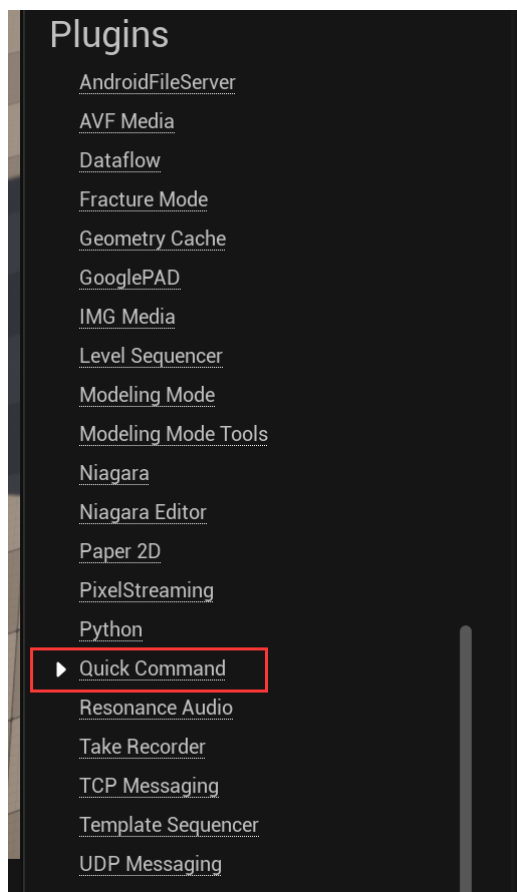 Plugins
AndroidFileServer
AVF Media
Dataflow
Fracture Mode
Geometry Cache
GooglePAD
IMG Media
Level Sequencer
Modeling Mode
Modeling Mode Tools
Niagara
Niagara Editor
Paper 2D
PixelStreaming
Python
Quick Command
Resonance Audio
Take Recorder
TCP Messaging
Template Sequencer
UDP Messaging